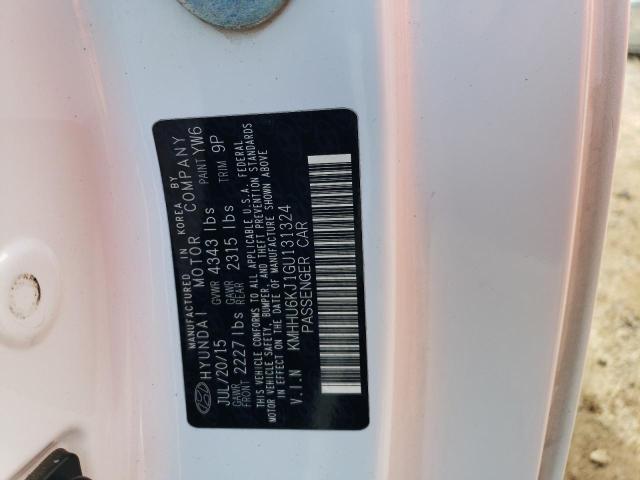 MANUFACTURED IN KOREA BY
HYUNDAI MOTOR COMPANY
JUL/20/15 GVWR 4343 lbs PAINT YW6
GAWR FRONT 2227 lbs GAWR REAR 2315 lbs TRIM 9P
THIS VEHICLE CONFORMS TO ALL APPLICABLE U.S.A. FEDERAL
MOTOR VEHICLE SAFETY, BUMPER, AND THEFT PREVENTION STANDARDS
IN EFFECT ON THE DATE OF MANUFACTURE SHOWN ABOVE
V.I.N KMHHU6KJ1GU131324
PASSENGER CAR